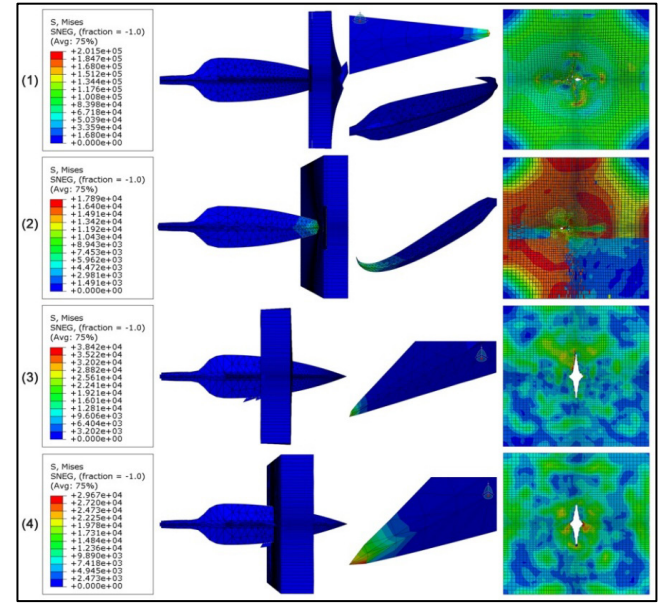 (1)
S, Mises
SNEG, (fraction = -1.0)
(Avg: 75%)
+2.015e+05
+1.847e+05
+1.680e+05
+1.512e+05
+1.344e+05
+1.176e+05
+1.008e+05
+8.398e+04
+6.718e+04
+5.039e+04
+3.359e+04
+1.680e+04
+0.000e+00
(2)
S, Mises
SNEG, (fraction = -1.0)
(Avg: 75%)
+1.789e+04
+1.640e+04
+1.491e+04
+1.342e+04
+1.192e+04
+1.043e+04
+8.943e+03
+7.453e+03
+5.962e+03
+4.472e+03
+2.981e+03
+1.491e+03
+0.000e+00
(3)
S, Mises
SNEG, (fraction = -1.0)
(Avg: 75%)
+3.842e+04
+3.522e+04
+3.202e+04
+2.882e+04
+2.561e+04
+2.241e+04
+1.921e+04
+1.601e+04
+1.281e+04
+9.606e+03
+6.404e+03
+3.202e+03
+0.000e+00
(4)
S, Mises
SNEG, (fraction = -1.0)
(Avg: 75%)
+2.967e+04
+2.720e+04
+2.473e+04
+2.225e+04
+1.978e+04
+1.731e+04
+1.484e+04
+1.236e+04
+9.890e+03
+7.418e+03
+4.945e+03
+2.473e+03
+0.000e+00